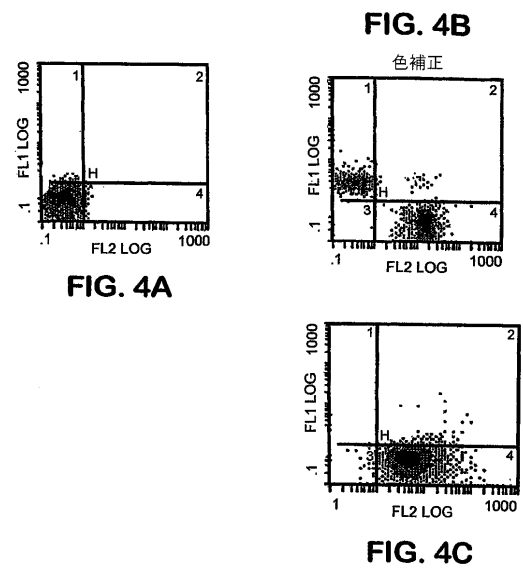 FIG. 4B
色補正
1000
1
2
FL1 LOG
H
4
.1
.1
FL2 LOG
1000
FIG. 4A
1000
1
2
FL1 LOG
H
3
4
.1
.1
FL2 LOG
1000
1000
1
2
FL1 LOG
H
3
4
.1
1
FL2 LOG
1000
FIG. 4C